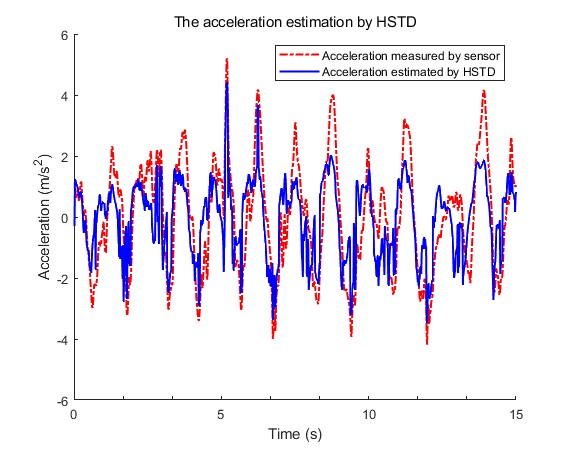 The acceleration estimation by HSTD
Acceleration measured by sensor
Acceleration estimated by HSTD
Acceleration (m/s²)
6
4
2
0
-2
-4
-6
0
5
10
15
Time (s)